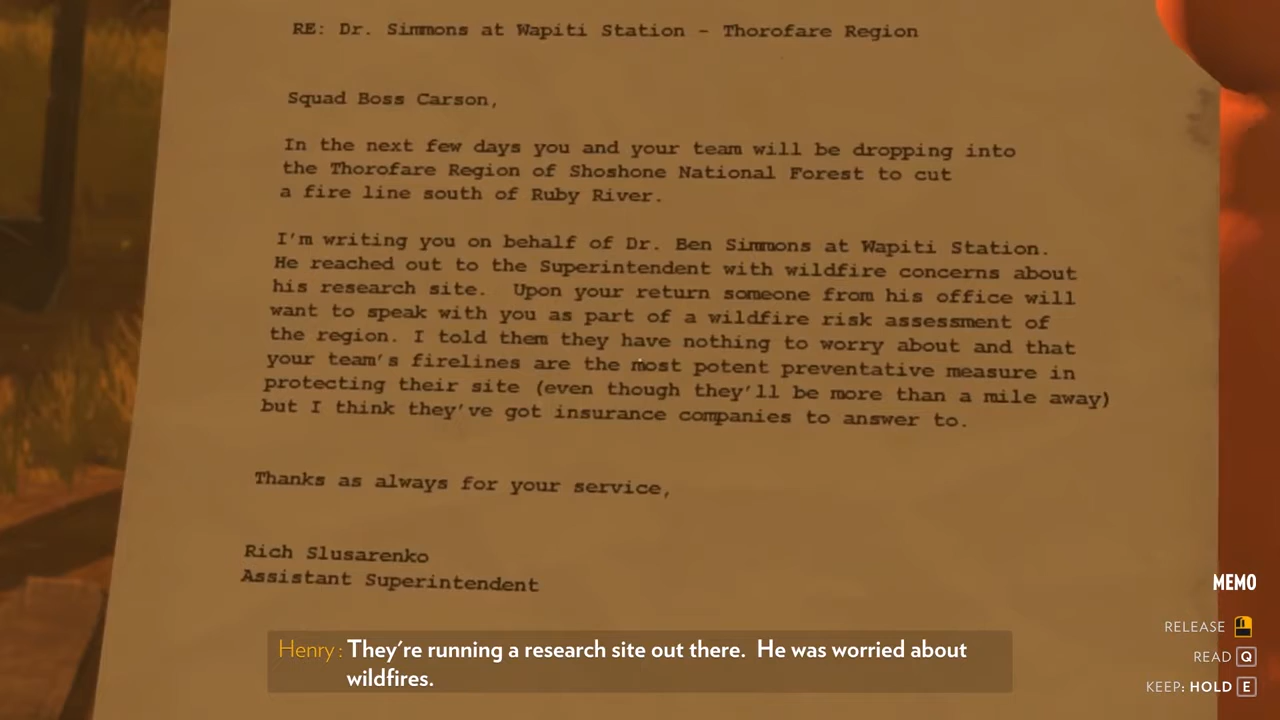 RE: Dr. Simmons at Wapiti Station - Thorofare Region
Squad Boss Carson,
In the next few days you and your team will be dropping into
the Thorofare Region of Shoshone National Forest to cut
a fire line south of Ruby River.
I'm writing you on behalf of Dr. Ben Simmons at Wapiti Station.
He reached out to the Superintendent with wildfire concerns about
his research site. Upon your return someone from his office will
want to speak with you as part of a wildfire risk assessment of
the region. I told them they have nothing to worry about and that
your team's firelines are the most potent preventative measure in
protecting their site (even though they'll be more than a mile away)
but I think they've got insurance companies to answer to.
Thanks as always for your service,
Rich Slusarenko
Assistant Superintendent
MEMO
RELEASE
READ Q
KEEP: HOLD E
Henry: They're running a research site out there. He was worried about
wildfires.